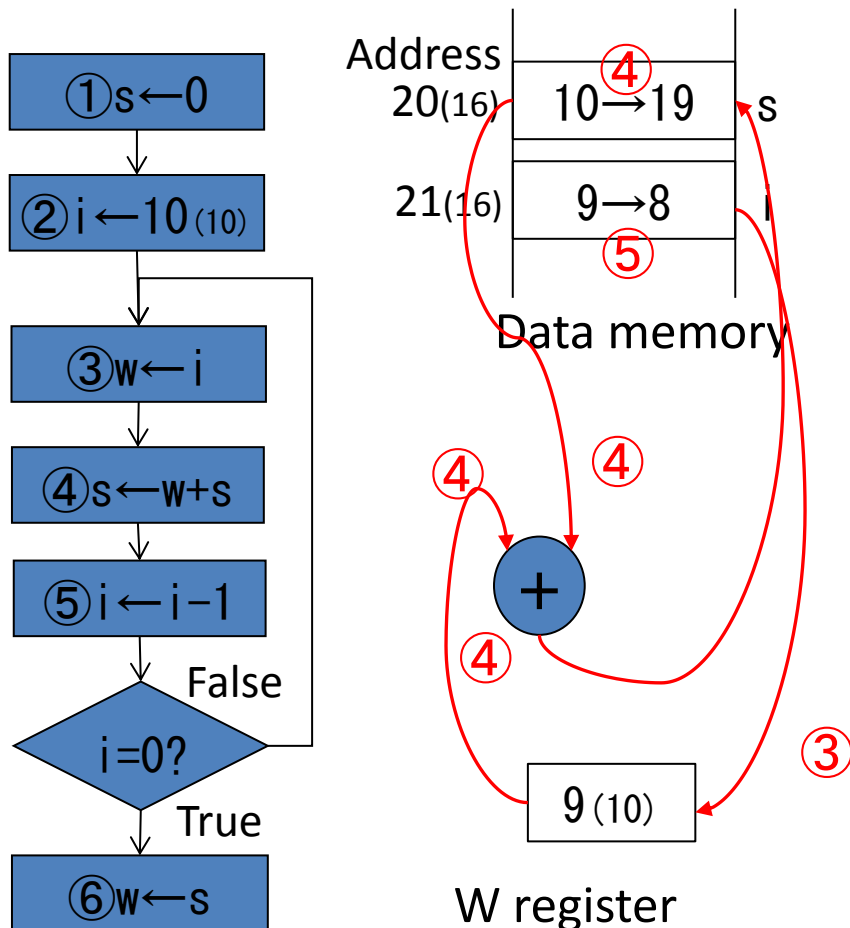 ①s←0
②i←10(10)
③w←i
④s←w+s
⑤i←i-1
False
i=0?
True
⑥w←s
Address
④
20(16) 10→19 s
21(16) 9→8 i
⑤
Data memory
④
④
+
④
③
9(10)
W register